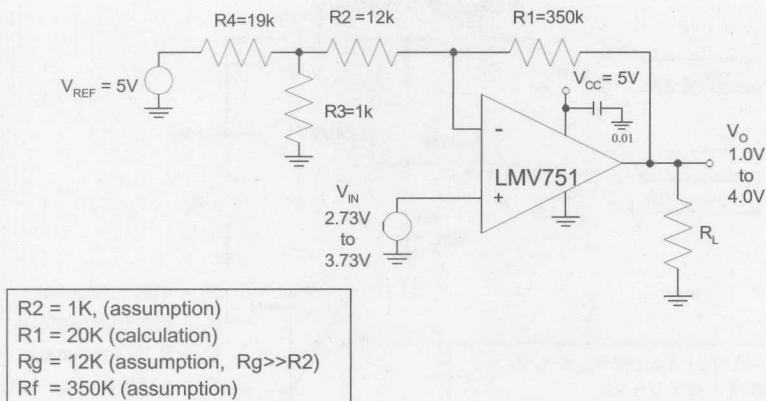 R4=19k
R2=12k
R1=350k
V_REF = 5V
R3=1k
V_CC = 5V
0.01
-
LMV751
+
V_IN
2.73V
to
3.73V
V_O
1.0V
to
4.0V
R_L
R2 = 1K, (assumption)
R1 = 20K (calculation)
Rg = 12K (assumption, Rg>>R2)
Rf = 350K (assumption)